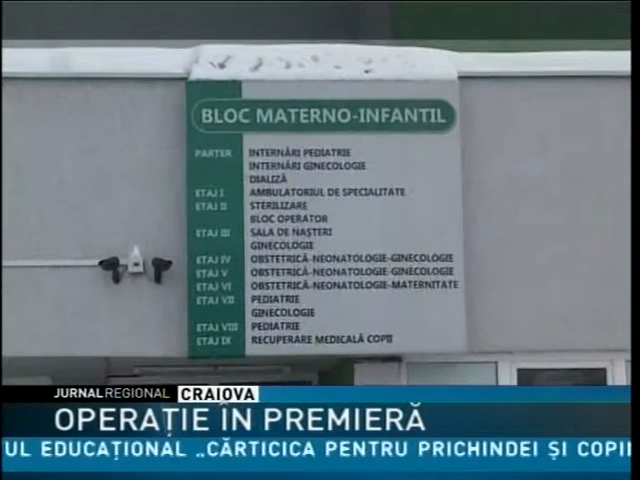 BLOC MATERNO-INFANTIL
PARTER INTERNĂRI PEDIATRIE
INTERNĂRI GINECOLOGIE
DIALIZĂ
ETAJ I AMBULATORIUL DE SPECIALITATE
ETAJ II STERILIZARE
BLOC OPERATOR
ETAJ III SALA DE NAȘTERI
GINECOLOGIE
ETAJ IV OBSTETRICĂ-NEONATOLOGIE-GINECOLOGIE
ETAJ V OBSTETRICĂ-NEONATOLOGIE-GINECOLOGIE
ETAJ VI OBSTETRICĂ-NEONATOLOGIE-MATERNITATE
ETAJ VII PEDIATRIE
GINECOLOGIE
ETAJ VIII PEDIATRIE
ETAJ IX RECUPERARE MEDICALĂ COPII
JURNAL REGIONAL CRAIOVA
OPERAȚIE ÎN PREMIERĂ
UL EDUCAȚIONAL „CĂRTICICA PENTRU PRICHINDEI ȘI COPII